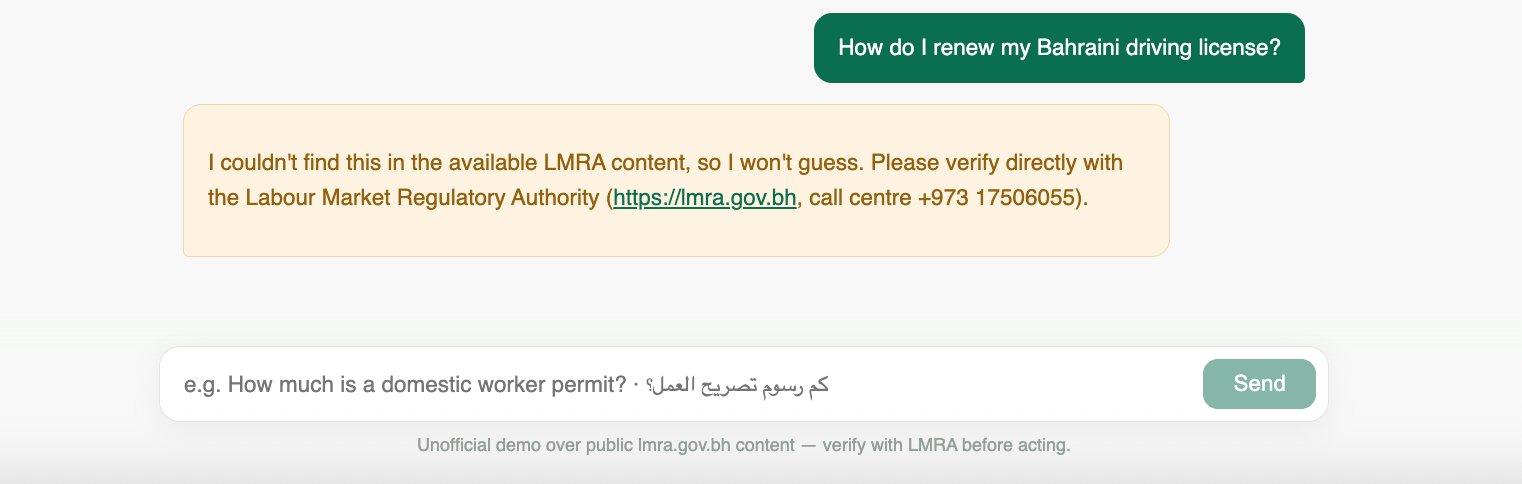 How do I renew my Bahraini driving license?
I couldn't find this in the available LMRA content, so I won't guess. Please verify directly with
the Labour Market Regulatory Authority (https://lmra.gov.bh, call centre +973 17506055).
e.g. How much is a domestic worker permit? · كم رسوم تصريح العمل؟
Send
Unofficial demo over public lmra.gov.bh content — verify with LMRA before acting.